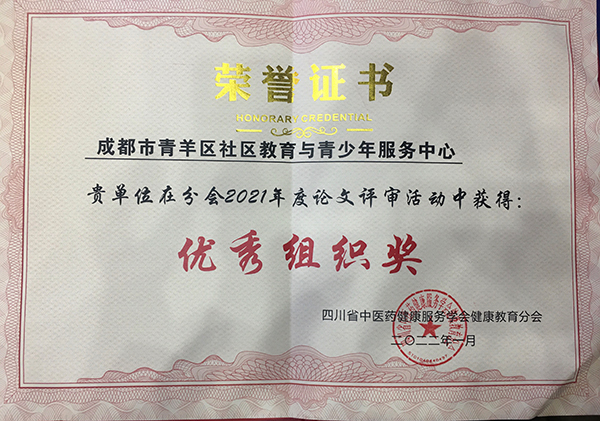 荣誉证书
HONORARY CREDENTIAL
成都市青羊区社区教育与青少年服务中心
贵单位在分会2021年度论文评审活动中获得：
优秀组织奖
四川省中医药健康服务学会健康教育分会
二〇二二年一月